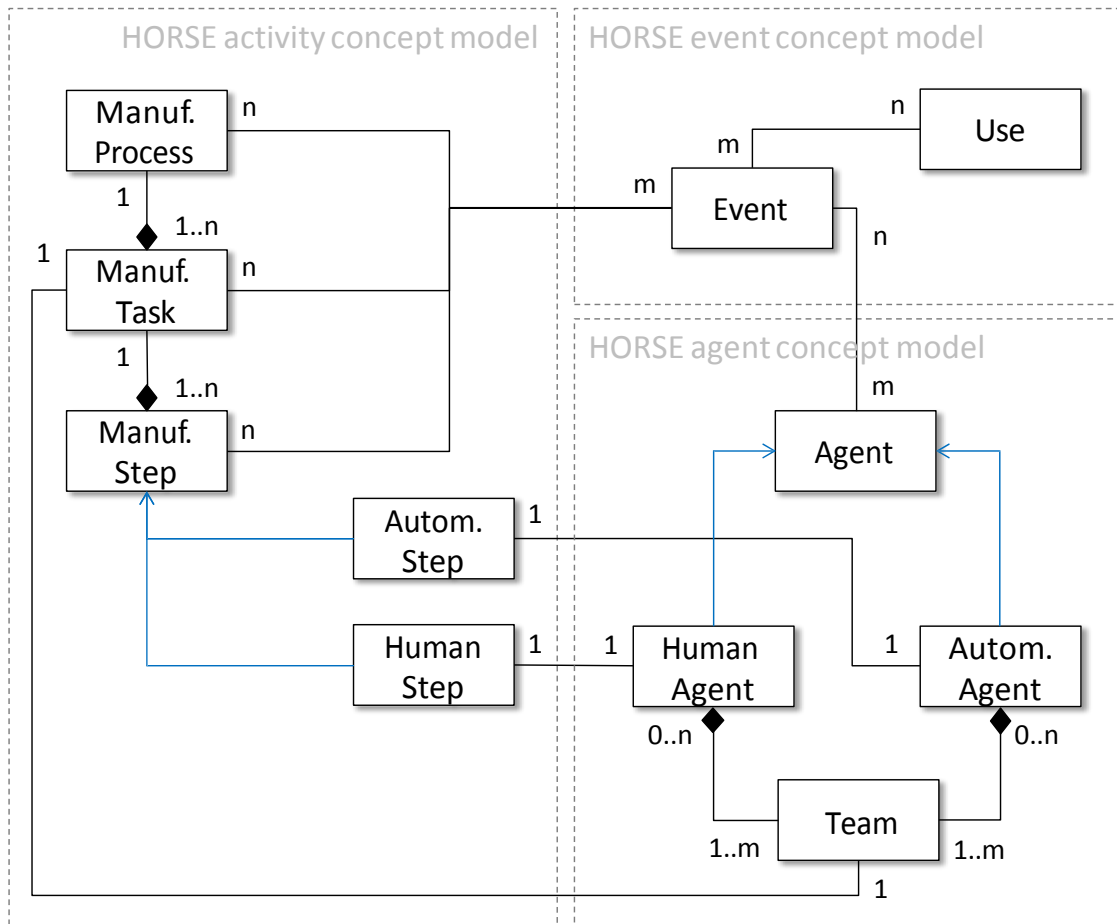 HORSE activity concept model
HORSE event concept model
Manuf.
Process
n
n
Use
m
m
Event
1
1..n
n
1
Manuf.
Task
n
HORSE agent concept model
1
1..n
m
Manuf.
Step
n
Agent
Autom.
Step
1
Human
Step
1
1
Human
Agent
1
Autom.
Agent
0..n
0..n
Team
1..m
1..m
1